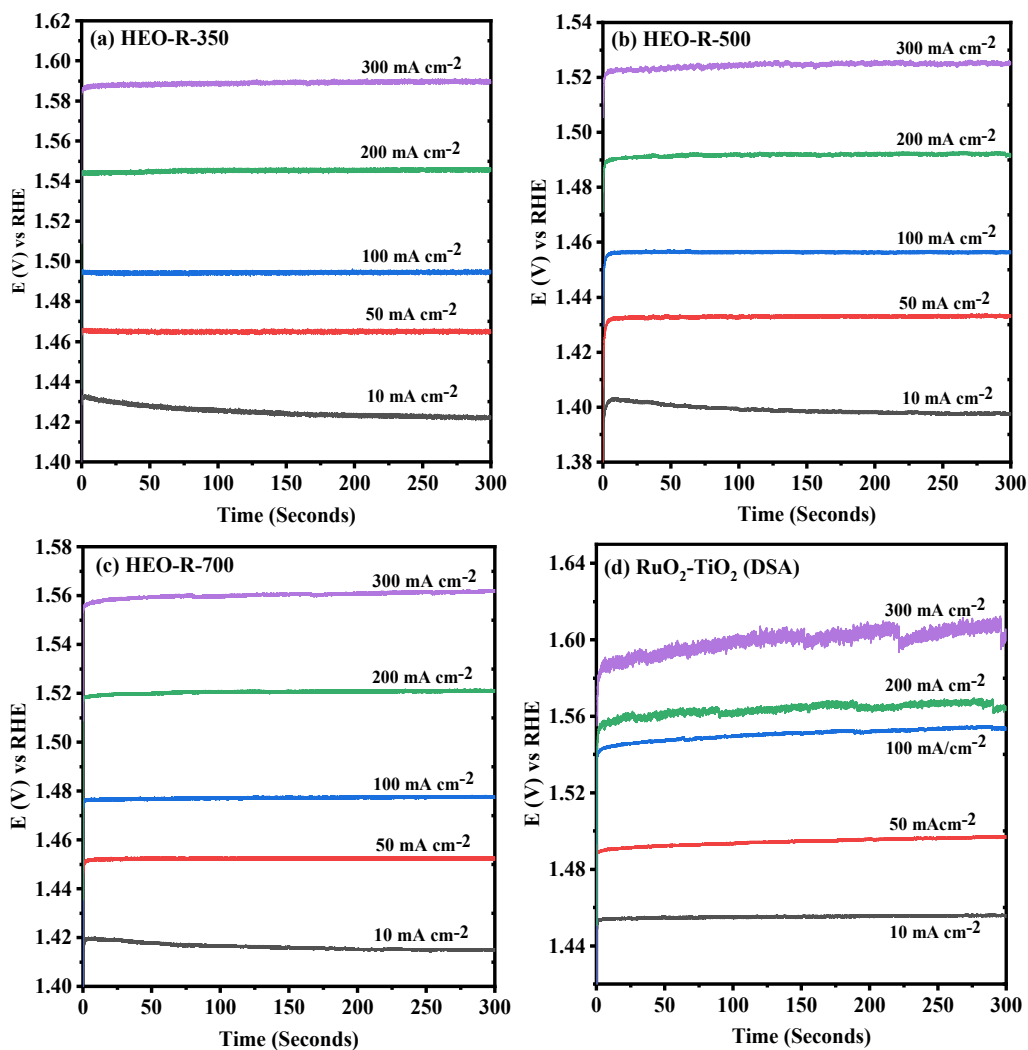 (a) HEO-R-350
300 mA cm⁻²
200 mA cm⁻²
100 mA cm⁻²
50 mA cm⁻²
10 mA cm⁻²
E (V) vs RHE
1.62
1.60
1.58
1.56
1.54
1.52
1.50
1.48
1.46
1.44
1.42
1.40
0 50 100 150 200 250 300
Time (Seconds)
(b) HEO-R-500
300 mA cm⁻²
200 mA cm⁻²
100 mA cm⁻²
50 mA cm⁻²
10 mA cm⁻²
E (V) vs RHE
1.54
1.52
1.50
1.48
1.46
1.44
1.42
1.40
1.38
0 50 100 150 200 250 300
Time (Seconds)
(c) HEO-R-700
300 mA cm⁻²
200 mA cm⁻²
100 mA cm⁻²
50 mA cm⁻²
10 mA cm⁻²
E (V) vs RHE
1.58
1.56
1.54
1.52
1.50
1.48
1.46
1.44
1.42
1.40
0 50 100 150 200 250 300
Time (Seconds)
(d) RuO₂-TiO₂ (DSA)
300 mA cm⁻²
200 mA cm⁻²
100 mA/cm⁻²
50 mAcm⁻²
10 mA cm⁻²
E (V) vs RHE
1.64
1.60
1.56
1.52
1.48
1.44
0 50 100 150 200 250 300
Time (Seconds)